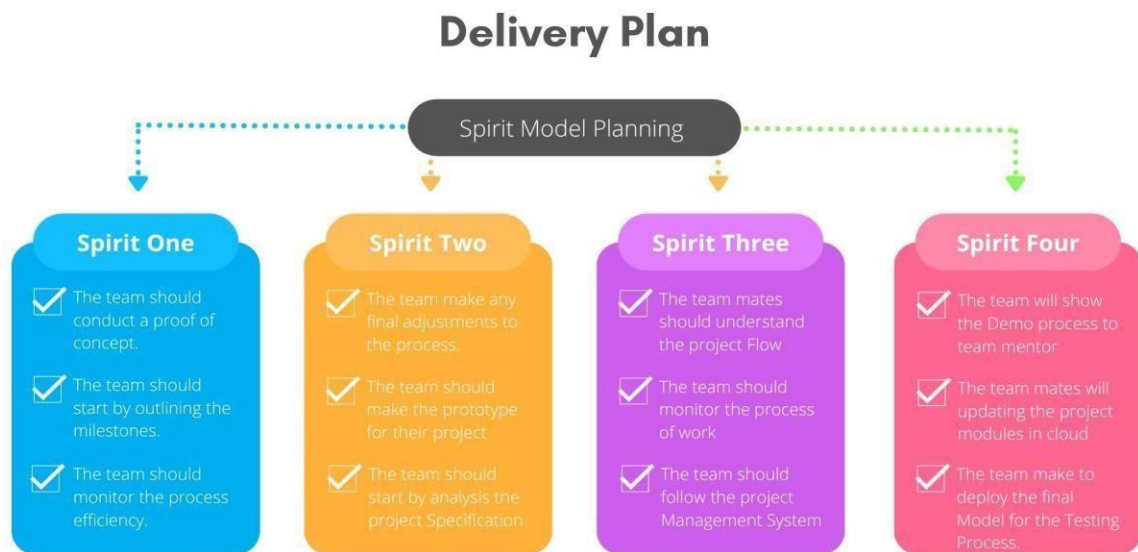 Delivery Plan
Spirit Model Planning
Spirit One
The team should
conduct a proof of
concept.
The team should
start by outlining the
milestones.
The team should
monitor the process
efficiency.
Spirit Two
The team make any
final adjustments to
the process.
The team should
make the prototype
for their project
The team should
start by analysis the
project Specification
Spirit Three
The team mates
should understand
the project Flow
The team should
monitor the process
of work
The team should
follow the project
Management System
Spirit Four
The team will show
the Demo process to
team mentor
The team mates will
updating the project
modules in cloud
The team make to
deploy the final
Model for the Testing
Process.